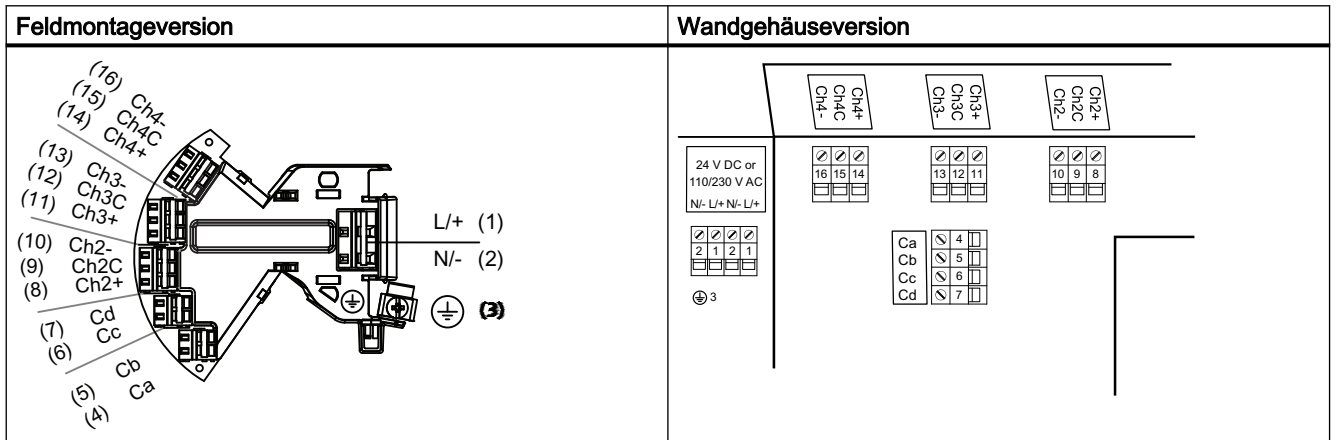 Feldmontageversion
Wandgehäuseversion
(16) Ch4-
(15) Ch4C
(14) Ch4+
(13) Ch3-
(12) Ch3C
(11) Ch3+
(10) Ch2-
(9) Ch2C
(8) Ch2+
(7) Cd
(6) Cc
(5) Cb
(4) Ca
L/+ (1)
N/- (2)
Ch4+
Ch4C
Ch4-
Ch3+
Ch3C
Ch3-
Ch2+
Ch2C
Ch2-
24 V DC or
110/230 V AC
N/- L/+ N/- L/+
2 1 2 1
3
16 15 14
13 12 11
10 9 8
Ca 4
Cb 5
Cc 6
Cd 7